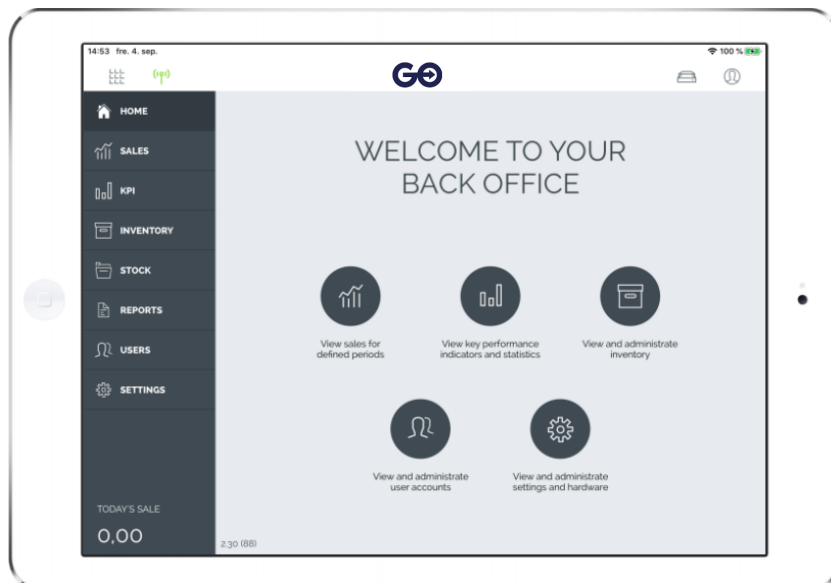 14:53 fre. 4. sep.
100 %
GO
HOME
SALES
KPI
INVENTORY
STOCK
REPORTS
USERS
SETTINGS
TODAY'S SALE
0,00
WELCOME TO YOUR
BACK OFFICE
View sales for
defined periods
View key performance
indicators and statistics
View and administrate
inventory
View and administrate
user accounts
View and administrate
settings and hardware
2.30 (88)